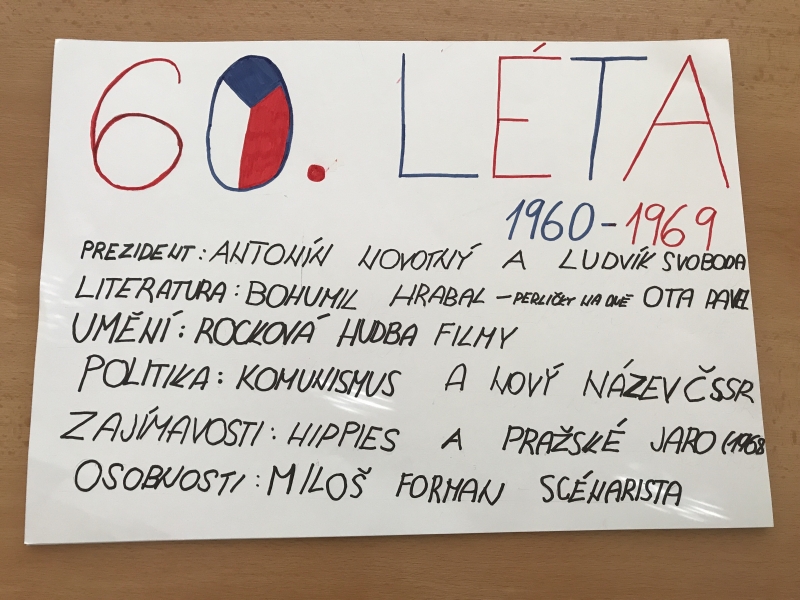 60. LÉTA
1960-1969
PREZIDENT: ANTONÍN NOVOTNÝ A LUDVÍK SVOBODA
LITERATURA: BOHUMIL HRABAL - PERLIČKY NA DNĚ OTA PAVEL
UMĚNÍ: ROCKOVÁ HUDBA FILMY
POLITIKA: KOMUNISMUS A NOVÝ NÁZEV ČSSR
ZAJÍMAVOSTI: HIPPIES A PRAŽSKÉ JARO (1968
OSOBNOSTI: MILOŠ FORMAN SCÉNARISTA